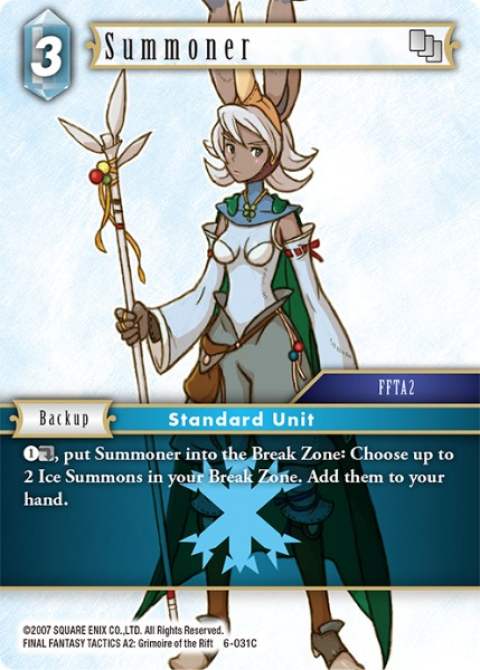 3
Summoner
FFTA2
Backup
Standard Unit
1, put Summoner into the Break Zone: Choose up to
2 Ice Summons in your Break Zone. Add them to your
hand.
©2007 SQUARE ENIX CO.,LTD. All Rights Reserved.
FINAL FANTASY TACTICS A2: Grimoire of the Rift 6-031C